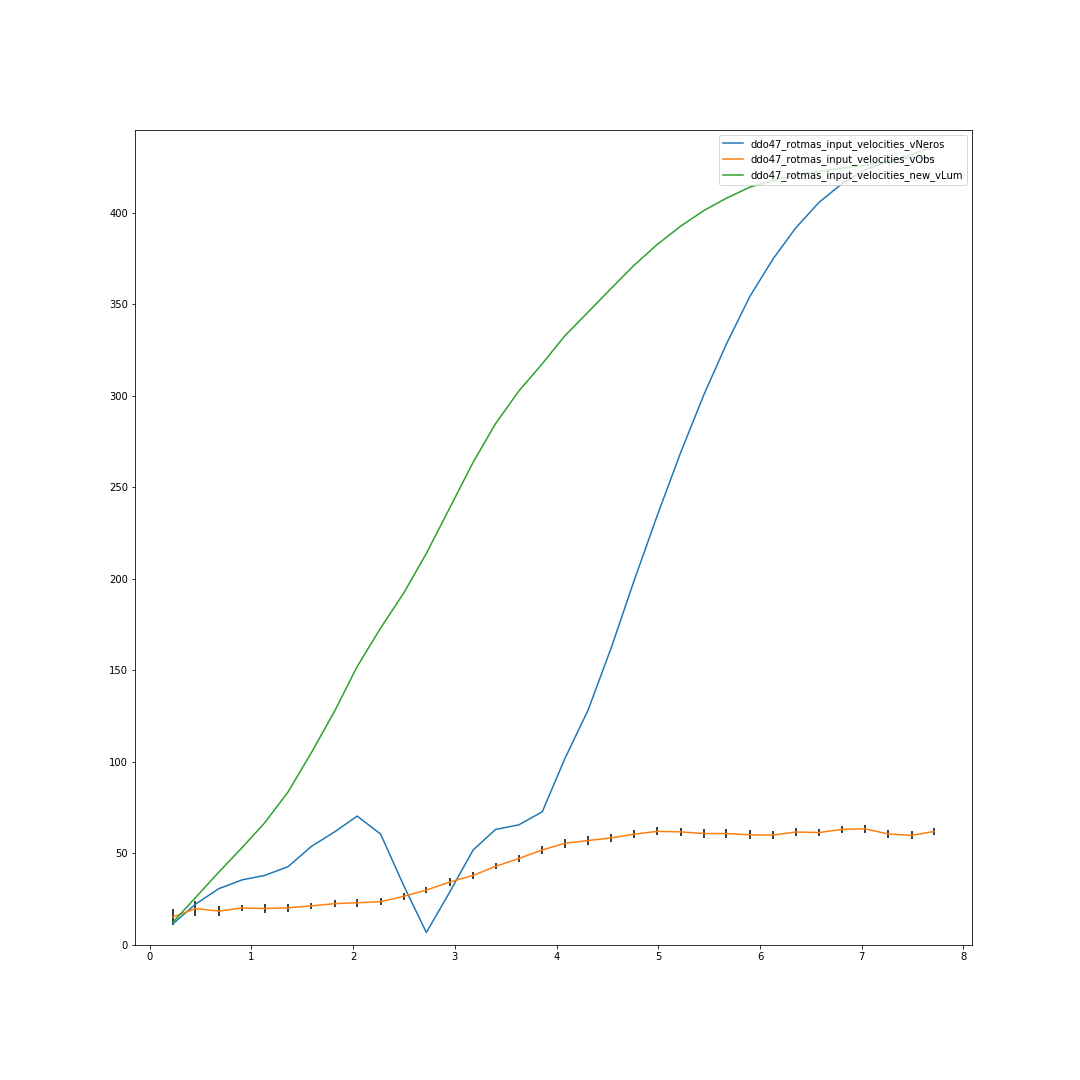 ddo47_rotmas_input_velocities_vNeros
ddo47_rotmas_input_velocities_vObs
ddo47_rotmas_input_velocities_new_vLum
400
350
300
250
200
150
100
50
0
0 1 2 3 4 5 6 7 8